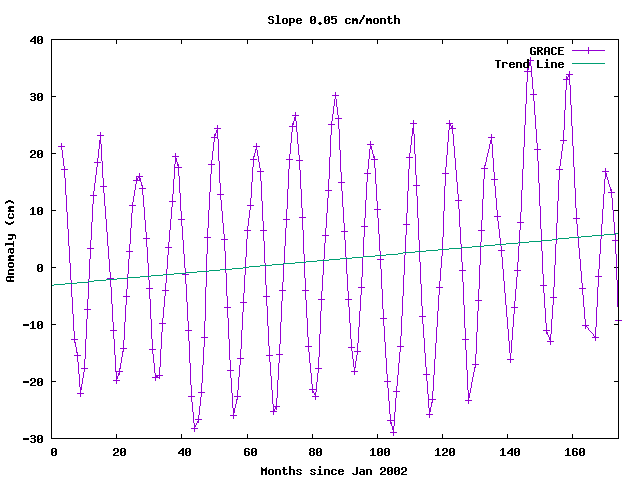 Slope 0.05 cm/month
GRACE
Trend Line
40
30
20
10
0
-10
-20
-30
Anomaly (cm)
0 20 40 60 80 100 120 140 160
Months since Jan 2002